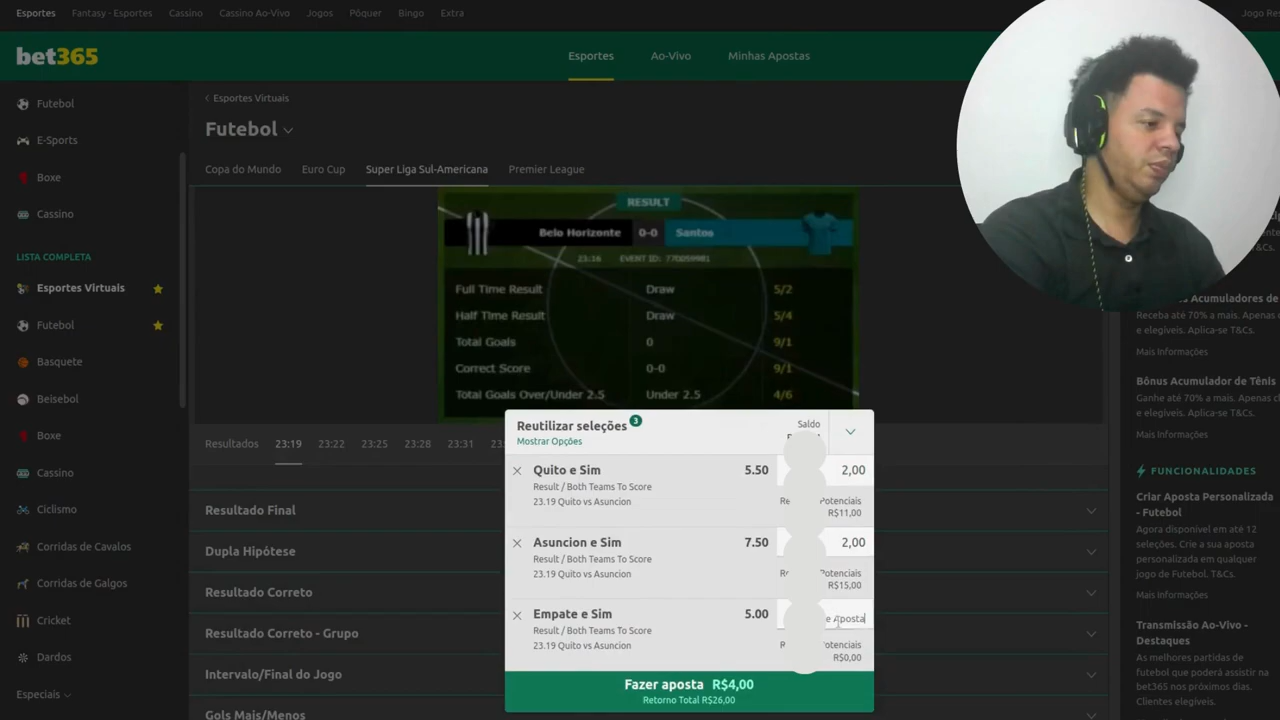 Esportes Fantasy - Esportes Cassino Cassino Ao-Vivo Jogos Póquer Bingo Extra Jogo Res
bet365
Esportes Ao-Vivo Minhas Apostas
Futebol
E-Sports
Boxe
Cassino
LISTA COMPLETA
Esportes Virtuais
Futebol
Basquete
Beisebol
Boxe
Cassino
Ciclismo
Corridas de Cavalos
Corridas de Galgos
Cricket
Dardos
Especiais
Esportes Virtuais
Futebol
Copa do Mundo Euro Cup Super Liga Sul-Americana Premier League
RESULT
Belo Horizonte 0-0 Santos
23:16 EVENT ID: 770059981
Full Time Result Draw 5/2
Half Time Result Draw 5/4
Total Goals 0 9/1
Correct Score 0-0 9/1
Total Goals Over/Under 2.5 Under 2.5 4/6
Resultados 23:19 23:22 23:25 23:28 23:31
Resultado Final
Dupla Hipótese
Resultado Correto
Resultado Correto - Grupo
Intervalo/Final do Jogo
Gols Mais/Menos
Reutilizar seleções 3
Mostrar Opções
Saldo
Quito e Sim 5.50 2,00
Result / Both Teams To Score
23.19 Quito vs Asuncion
Re Potenciais
R$11,00
Asuncion e Sim 7.50 2,00
Result / Both Teams To Score
23.19 Quito vs Asuncion
Re Potenciais
R$15,00
Empate e Sim 5.00 e Aposta
Result / Both Teams To Score
23.19 Quito vs Asuncion
R Potenciais
R$0,00
Fazer aposta R$4,00
Retorno Total R$26,00
s Acumuladores de
Receba até 70% a mais. Apenas
e elegíveis. Aplica-se T&Cs.
Mais Informações
Bônus Acumulador de Tênis
Ganhe até 70% a mais. Apenas c
e elegíveis. Aplica-se T&Cs.
Mais Informações
FUNCIONALIDADES
Criar Aposta Personalizada
- Futebol
Agora disponível em até 12
seleções. Crie a sua aposta
personalizada em qualquer
jogo de Futebol. T&Cs.
Mais Informações
Transmissão Ao-Vivo -
Destaques
As melhores partidas de
futebol que poderá assistir na
bet365 nos próximos dias.
Clientes elegíveis.